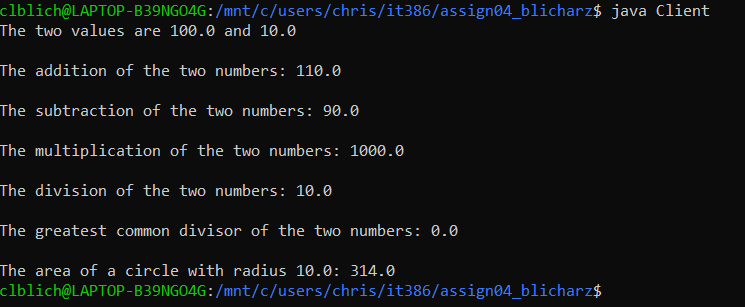 clblich@LAPTOP-B39NGO4G:/mnt/c/users/chris/it386/assign04_blicharz$ java Client
The two values are 100.0 and 10.0
The addition of the two numbers: 110.0
The subtraction of the two numbers: 90.0
The multiplication of the two numbers: 1000.0
The division of the two numbers: 10.0
The greatest common divisor of the two numbers: 0.0
The area of a circle with radius 10.0: 314.0
clblich@LAPTOP-B39NGO4G:/mnt/c/users/chris/it386/assign04_blicharz$